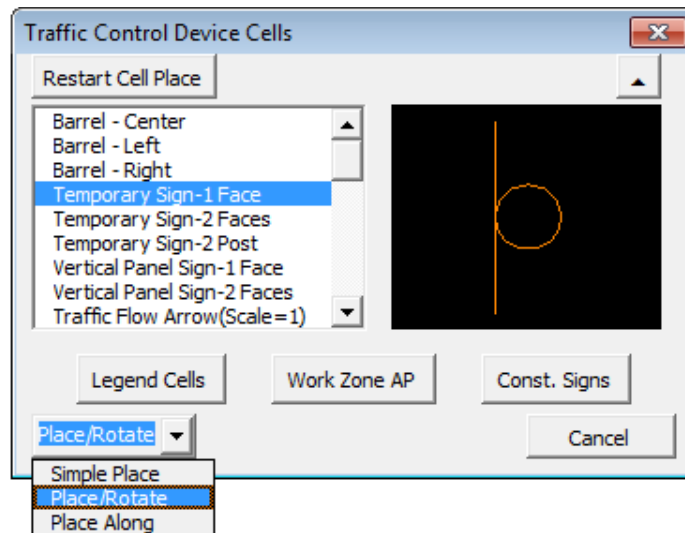 Traffic Control Device Cells
Restart Cell Place
Barrel - Center
Barrel - Left
Barrel - Right
Temporary Sign-1 Face
Temporary Sign-2 Faces
Temporary Sign-2 Post
Vertical Panel Sign-1 Face
Vertical Panel Sign-2 Faces
Traffic Flow Arrow(Scale=1)
Legend Cells
Work Zone AP
Const. Signs
Place/Rotate
Cancel
Simple Place
Place/Rotate
Place Along